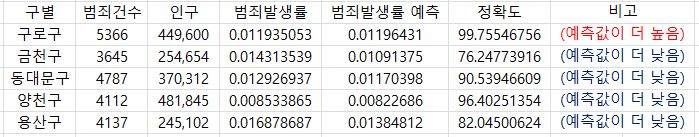 구별 범죄건수 인구 범죄발생률 범죄발생률 예측 정확도 비고
구로구 5366 449,600 0.011935053 0.01196431 99.75546756 (예측값이 더 높음)
금천구 3645 254,654 0.014313539 0.01091375 76.24773916 (예측값이 더 낮음)
동대문구 4787 370,312 0.012926937 0.01170398 90.53946609 (예측값이 더 낮음)
양천구 4112 481,845 0.008533865 0.00822686 96.40251354 (예측값이 더 낮음)
용산구 4137 245,102 0.016878687 0.01384812 82.04500624 (예측값이 더 낮음)